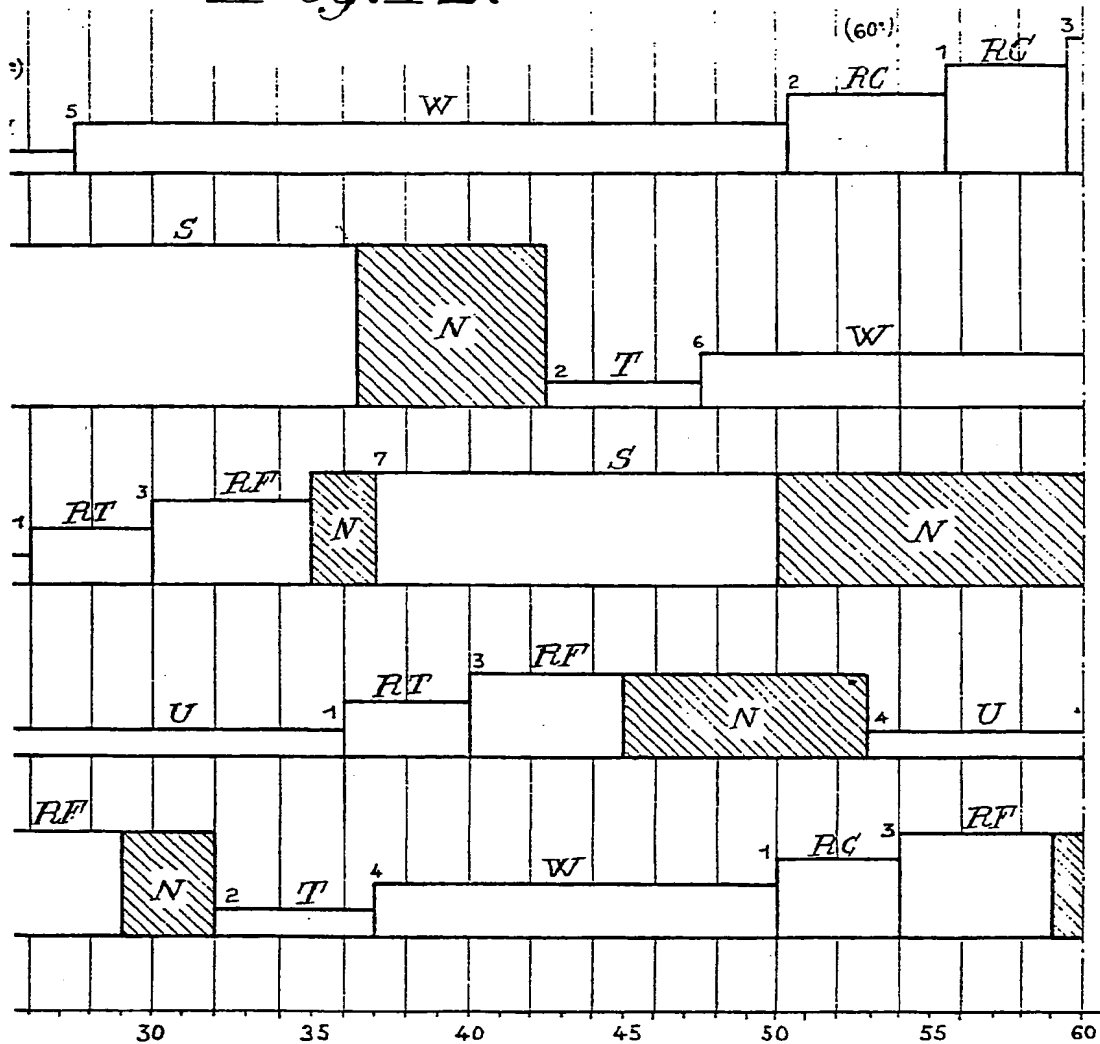 (60°)
5 W 2 RC 1 RC 3
S N 2 T 6 W
1 RT 3 RF N 7 S N
U 1 RT 3 RF N 4 U
RF N 2 T 4 W 1 RC 3 RF
30 35 40 45 50 55 60